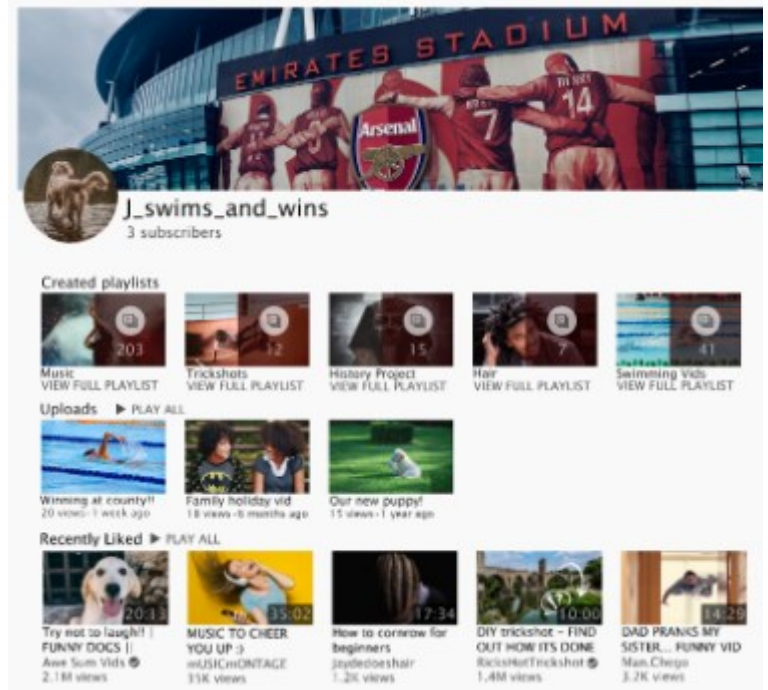 EMIRATES STADIUM
THENRY
7
14
Arsenal
J_swims_and_wins
3 subscribers
Created playlists
203
12
15
7
41
Music
Trickshots
History Project
Hair
Swimming Vids
VIEW FULL PLAYLIST
VIEW FULL PLAYLIST
VIEW FULL PLAYLIST
VIEW FULL PLAYLIST
VIEW FULL PLAYLIST
Uploads ▶ PLAY ALL
Winning at county!!
20 views-1 week ago
Family holiday vid
18 views-6 months ago
Our new puppy!
15 views-1 year ago
Recently Liked ▶ PLAY ALL
20:13
35:02
17:34
10:00
14:29
Try not to laugh!! |
FUNNY DOGS |
Awe Sum Vids
2.1M views
MUSIC TO CHEER
YOU UP :)
mUSICmONTAGE
35K views
How to cornrow for
beginners
Jaydedoeshair
1.2K views
DIY trickshot - FIND
OUT HOW ITS DONE
RicksHotTrickshot
1.4M views
DAD PRANKS MY
SISTER... FUNNY VID
Man.Chego
3.2K views